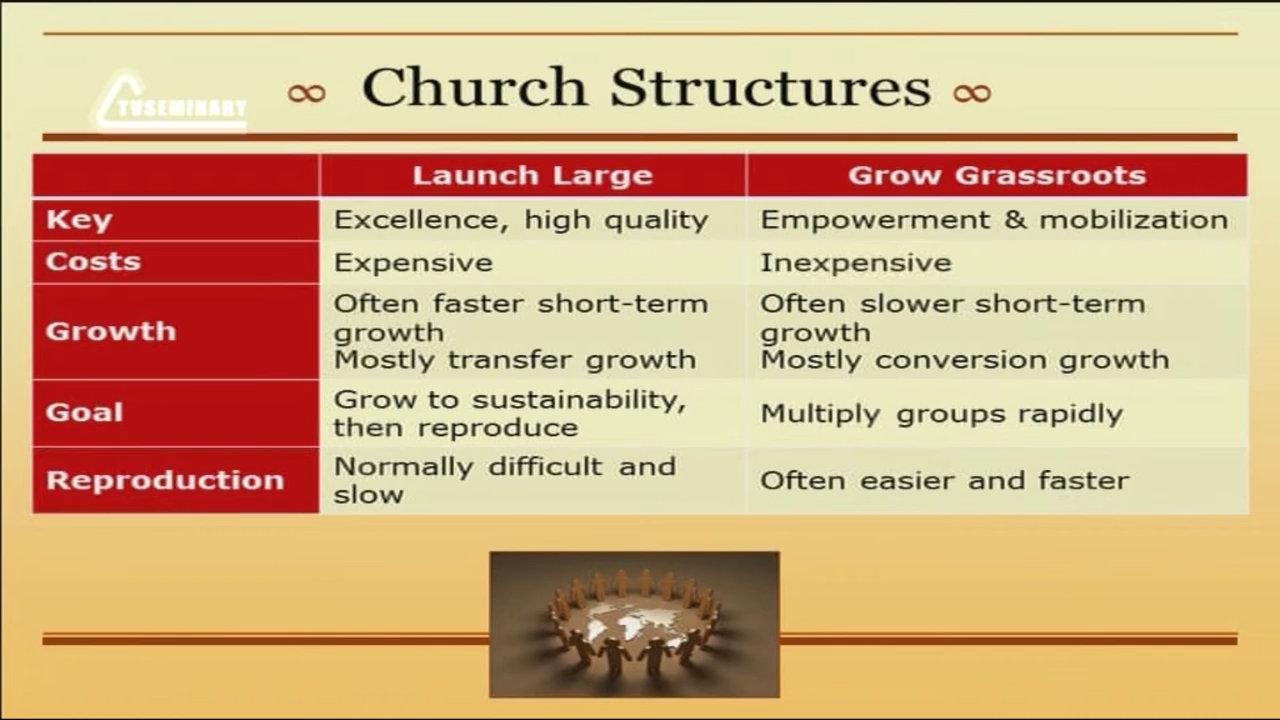 TVSEMINARY
∞ Church Structures ∞
Launch Large Grow Grassroots
Key Excellence, high quality Empowerment & mobilization
Costs Expensive Inexpensive
Growth
Often faster short-term
growth
Mostly transfer growth
Often slower short-term
growth
Mostly conversion growth
Goal
Grow to sustainability,
then reproduce
Multiply groups rapidly
Reproduction
Normally difficult and
slow
Often easier and faster